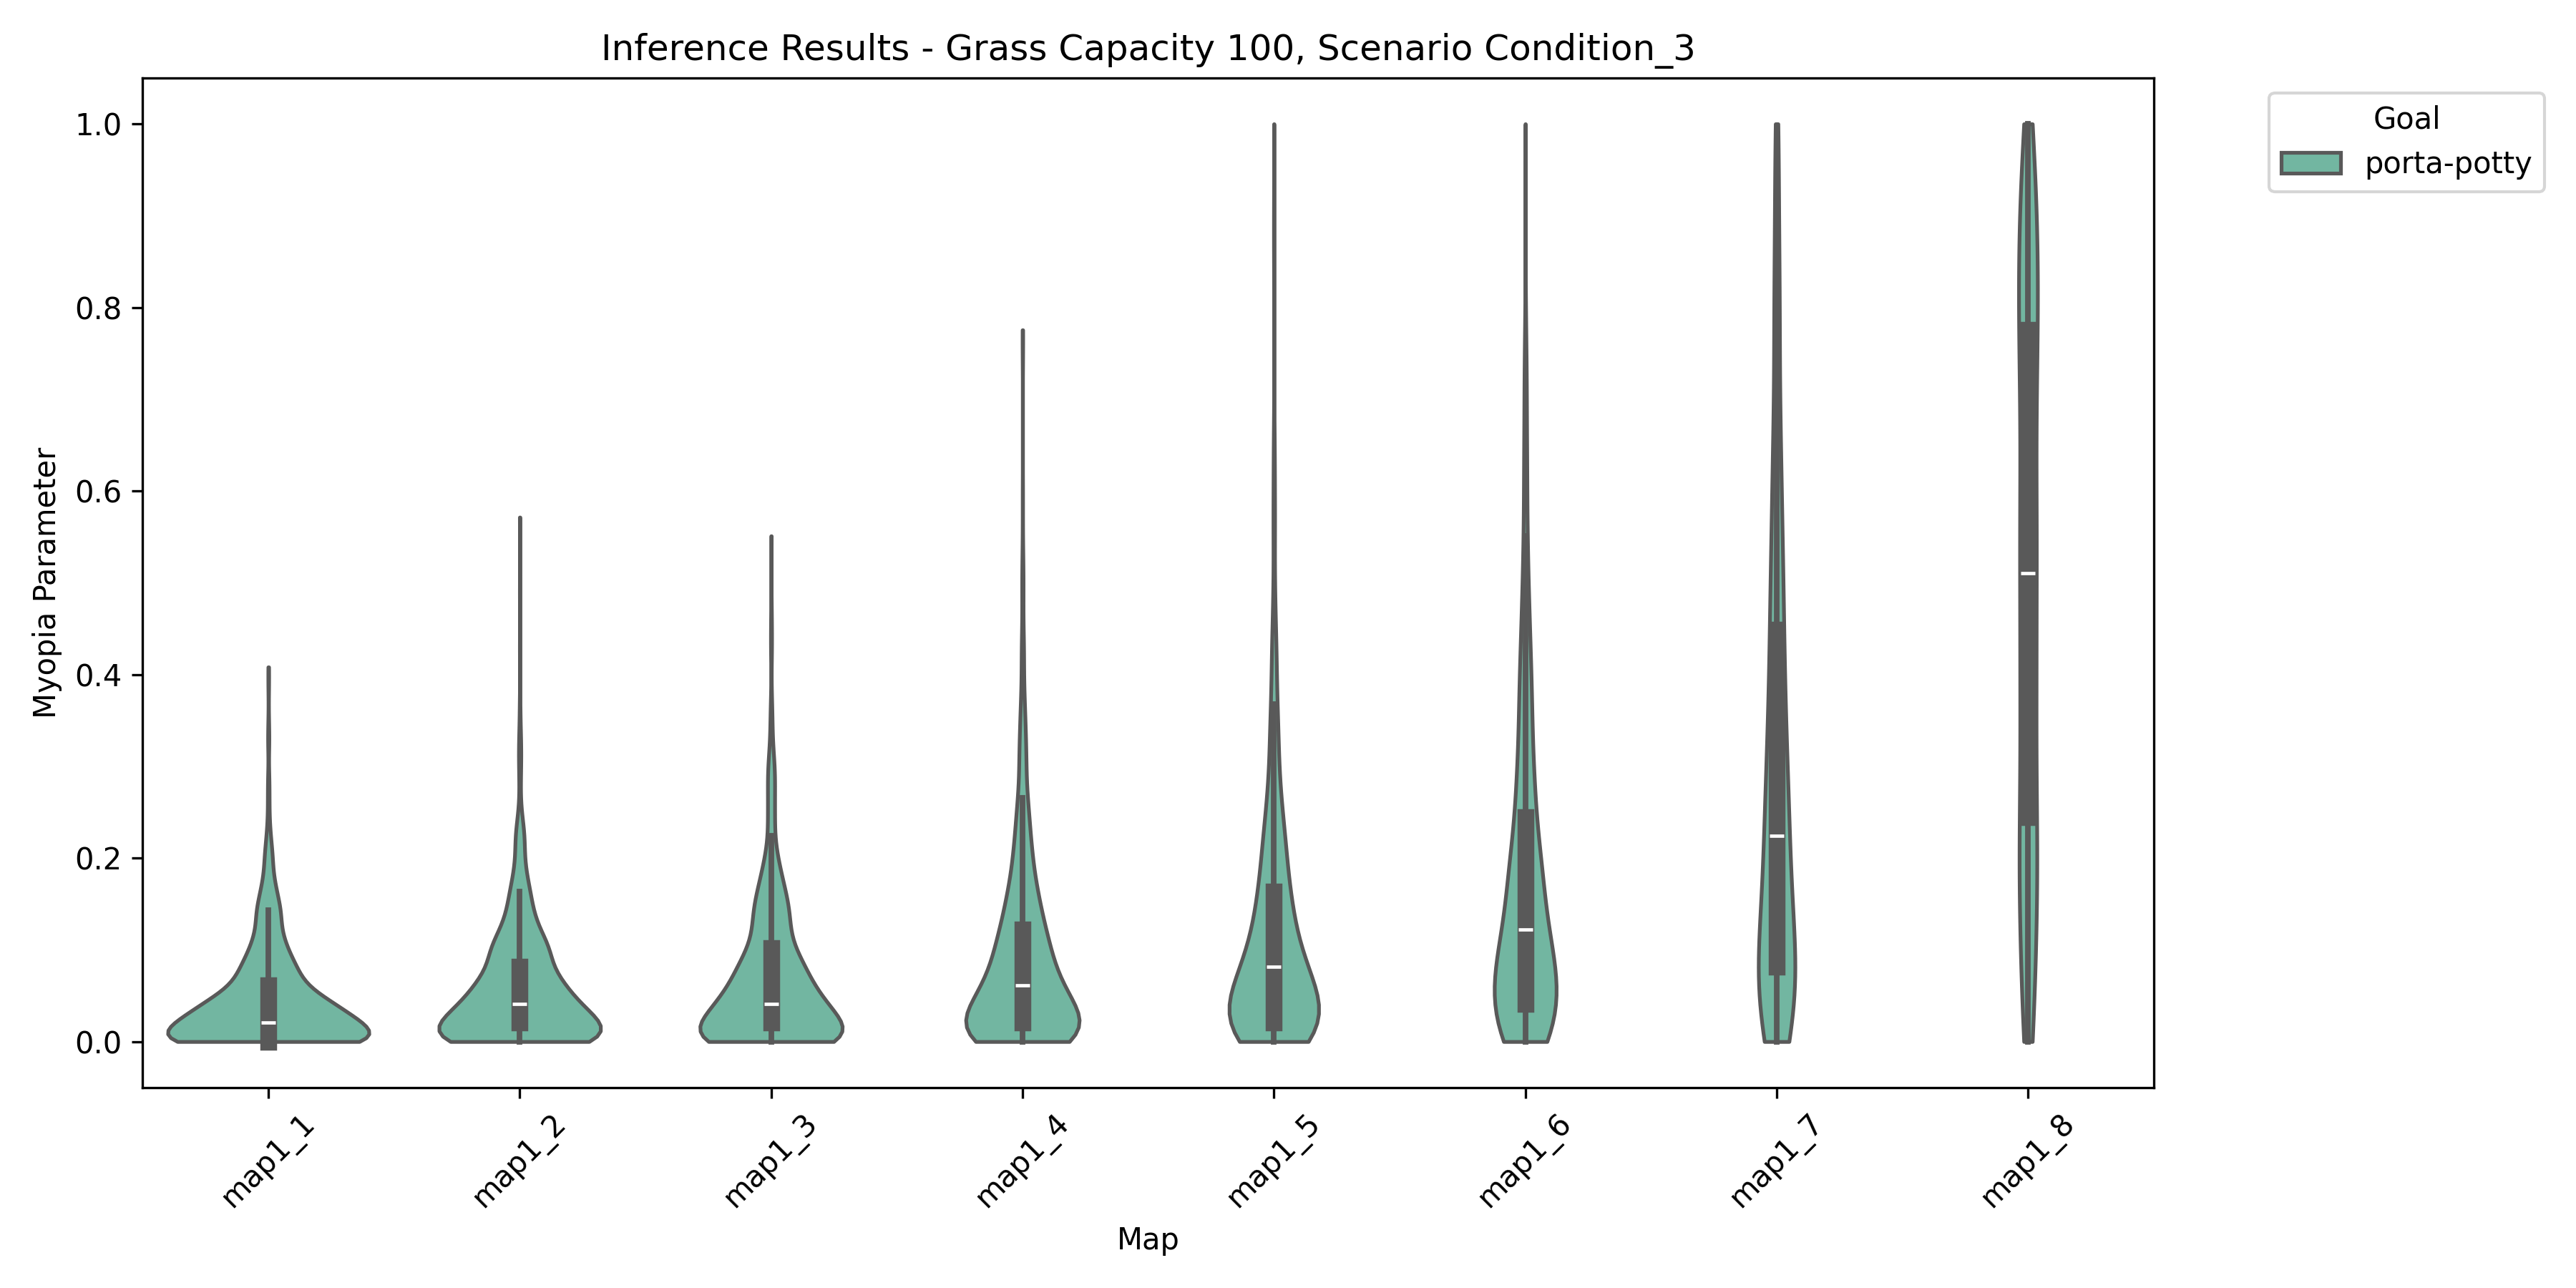 Inference Results - Grass Capacity 100, Scenario Condition_3
Goal
porta-potty
Myopia Parameter
1.0
0.8
0.6
0.4
0.2
0.0
map1_1
map1_2
map1_3
map1_4
map1_5
map1_6
map1_7
map1_8
Map